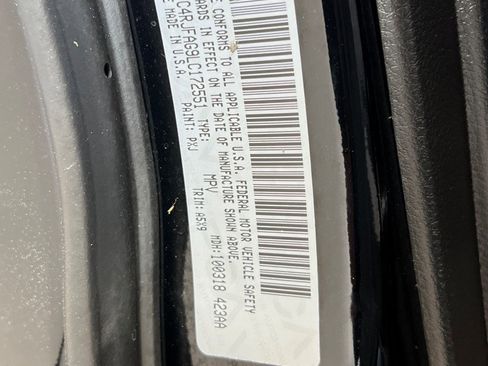 E CONFORMS TO ALL APPLICABLE U.S.A. FEDERAL MOTOR VEHICLE SAFETY
ARDS IN EFFECT ON THE DATE OF MANUFACTURE SHOWN ABOVE.
C4RJFAG9LC172551 TYPE: MPV MDH: 100318 423AA
MADE IN U.S.A. PAINT: PXJ TRIM: A5X9